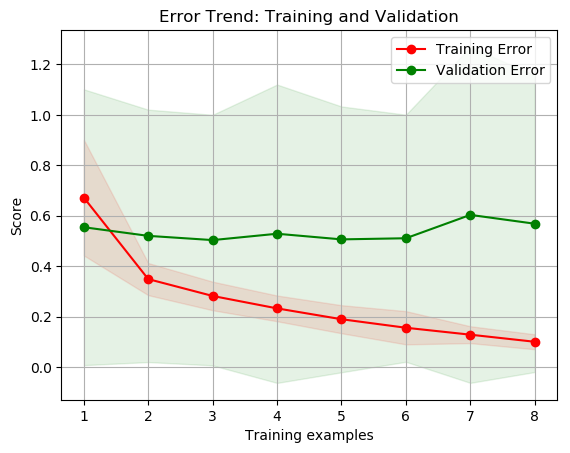 Error Trend: Training and Validation
Training Error
Validation Error
Score
1.2
1.0
0.8
0.6
0.4
0.2
0.0
1 2 3 4 5 6 7 8
Training examples